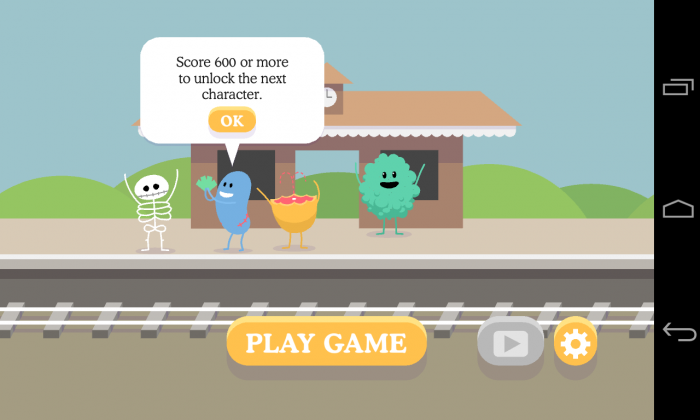 Score 600 or more
to unlock the next
character.
OK
PLAY GAME